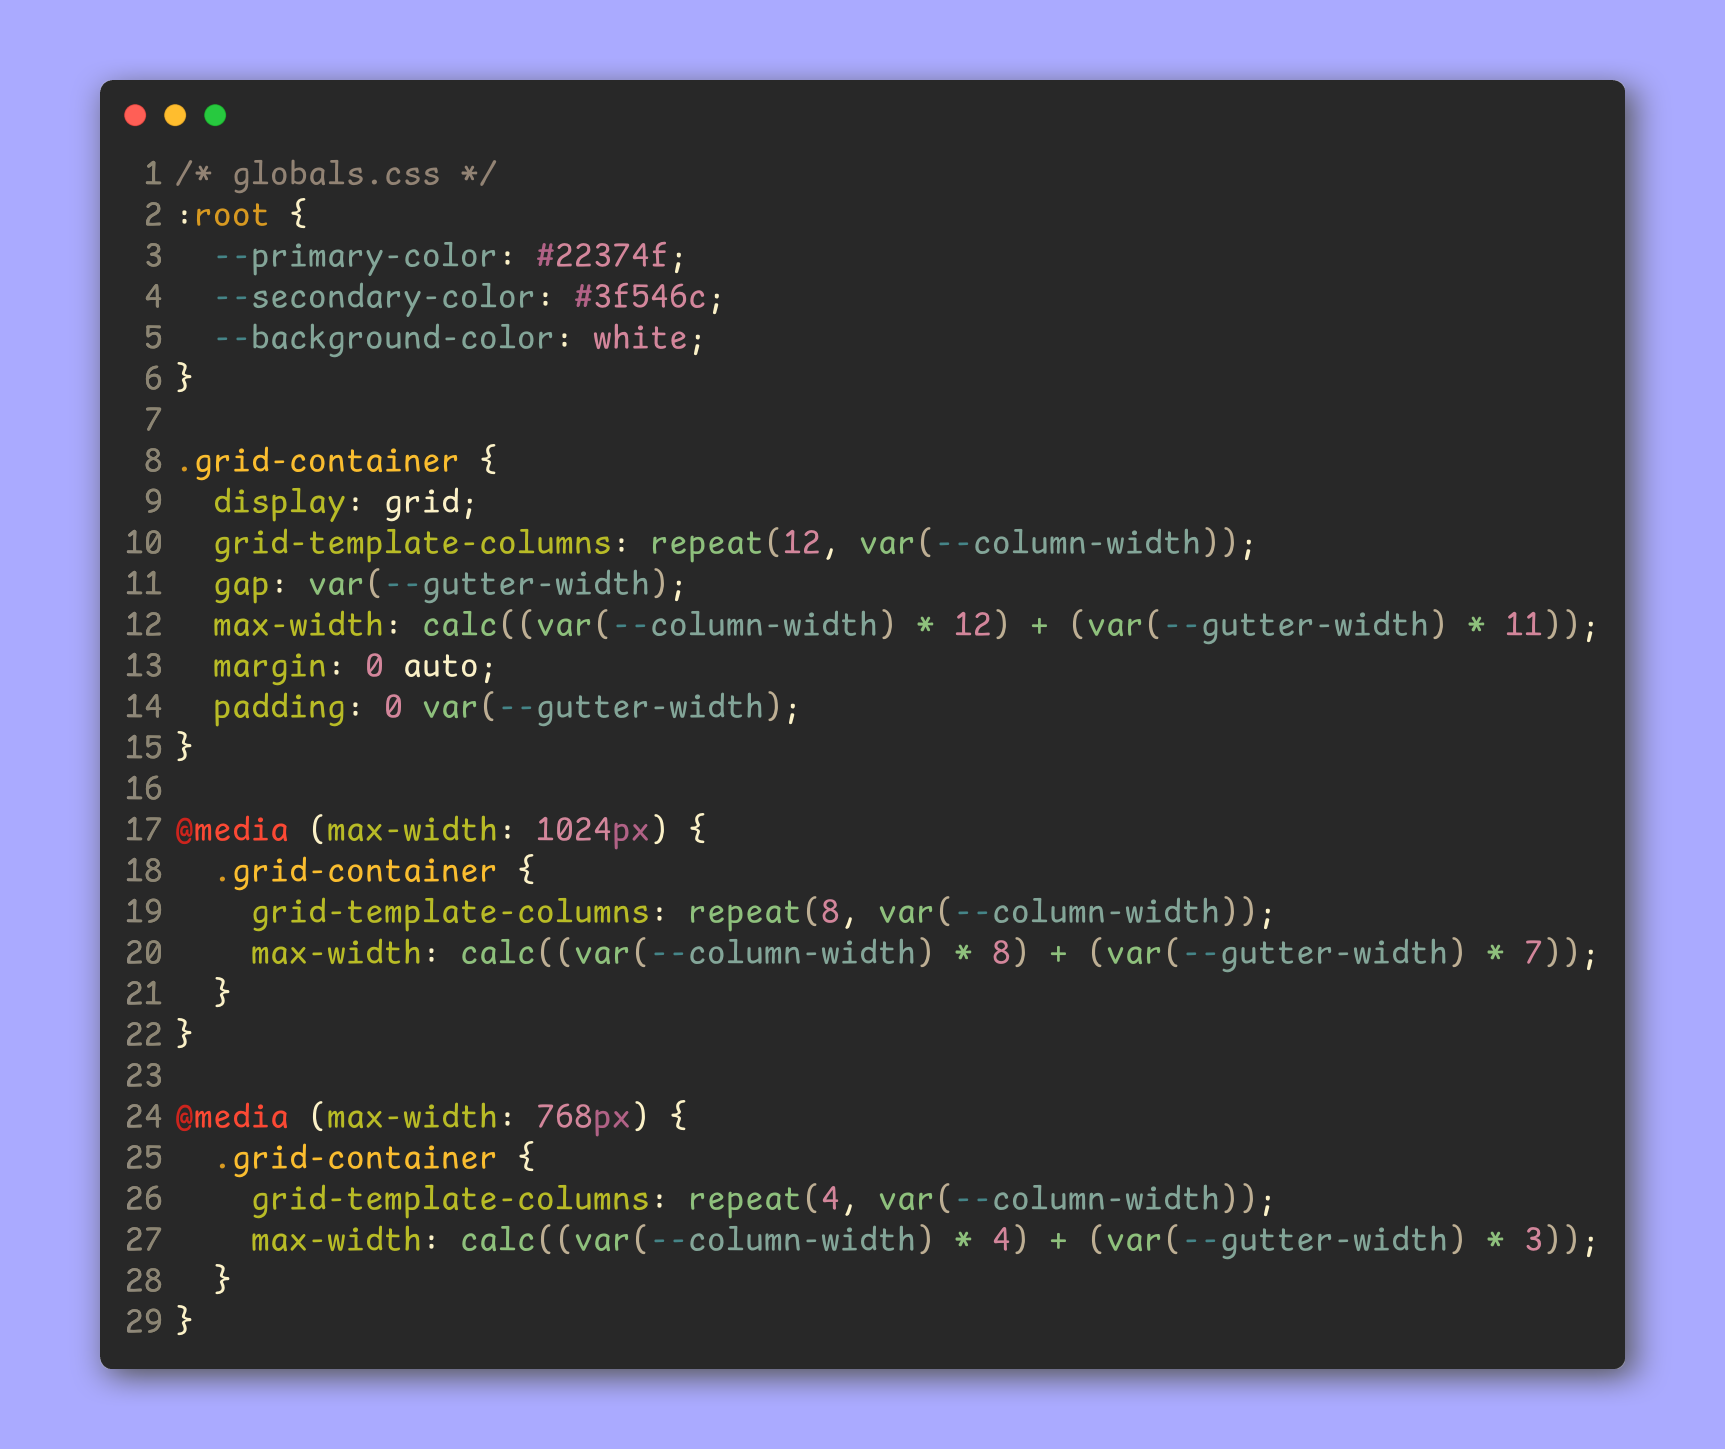 1 /* globals.css */
2 :root {
3   --primary-color: #22374f;
4   --secondary-color: #3f546c;
5   --background-color: white;
6 }
7
8 .grid-container {
9   display: grid;
10   grid-template-columns: repeat(12, var(--column-width));
11   gap: var(--gutter-width);
12   max-width: calc((var(--column-width) * 12) + (var(--gutter-width) * 11));
13   margin: 0 auto;
14   padding: 0 var(--gutter-width);
15 }
16
17 @media (max-width: 1024px) {
18   .grid-container {
19     grid-template-columns: repeat(8, var(--column-width));
20     max-width: calc((var(--column-width) * 8) + (var(--gutter-width) * 7));
21   }
22 }
23
24 @media (max-width: 768px) {
25   .grid-container {
26     grid-template-columns: repeat(4, var(--column-width));
27     max-width: calc((var(--column-width) * 4) + (var(--gutter-width) * 3));
28   }
29 }